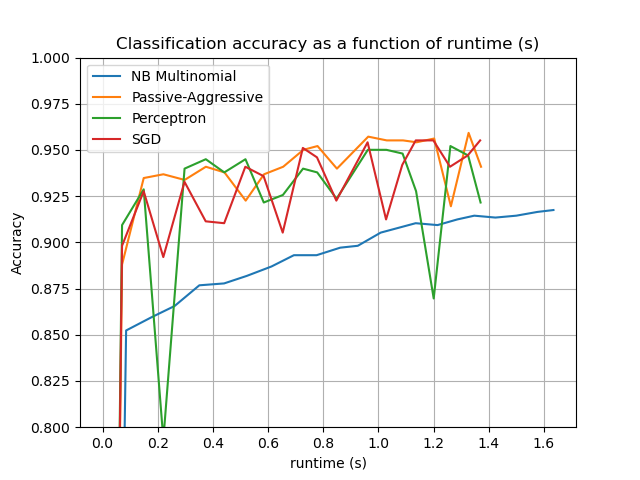 Classification accuracy as a function of runtime (s)
NB Multinomial
Passive-Aggressive
Perceptron
SGD
Accuracy
1.000
0.975
0.950
0.925
0.900
0.875
0.850
0.825
0.800
0.0 0.2 0.4 0.6 0.8 1.0 1.2 1.4 1.6
runtime (s)